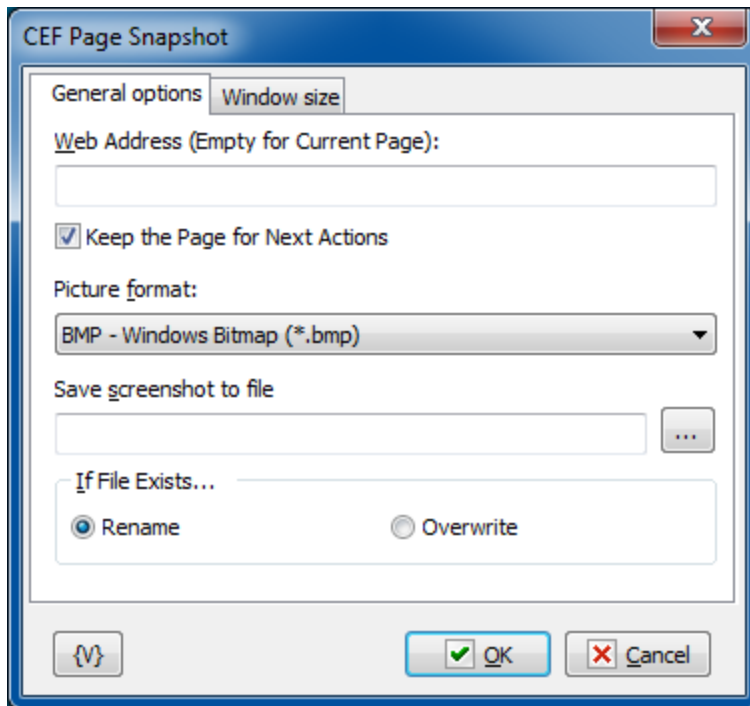 CEF Page Snapshot
General options
Window size
Web Address (Empty for Current Page):
Keep the Page for Next Actions
Picture format:
BMP - Windows Bitmap (*.bmp)
Save screenshot to file
...
If File Exists...
Rename
Overwrite
{V}
OK
Cancel